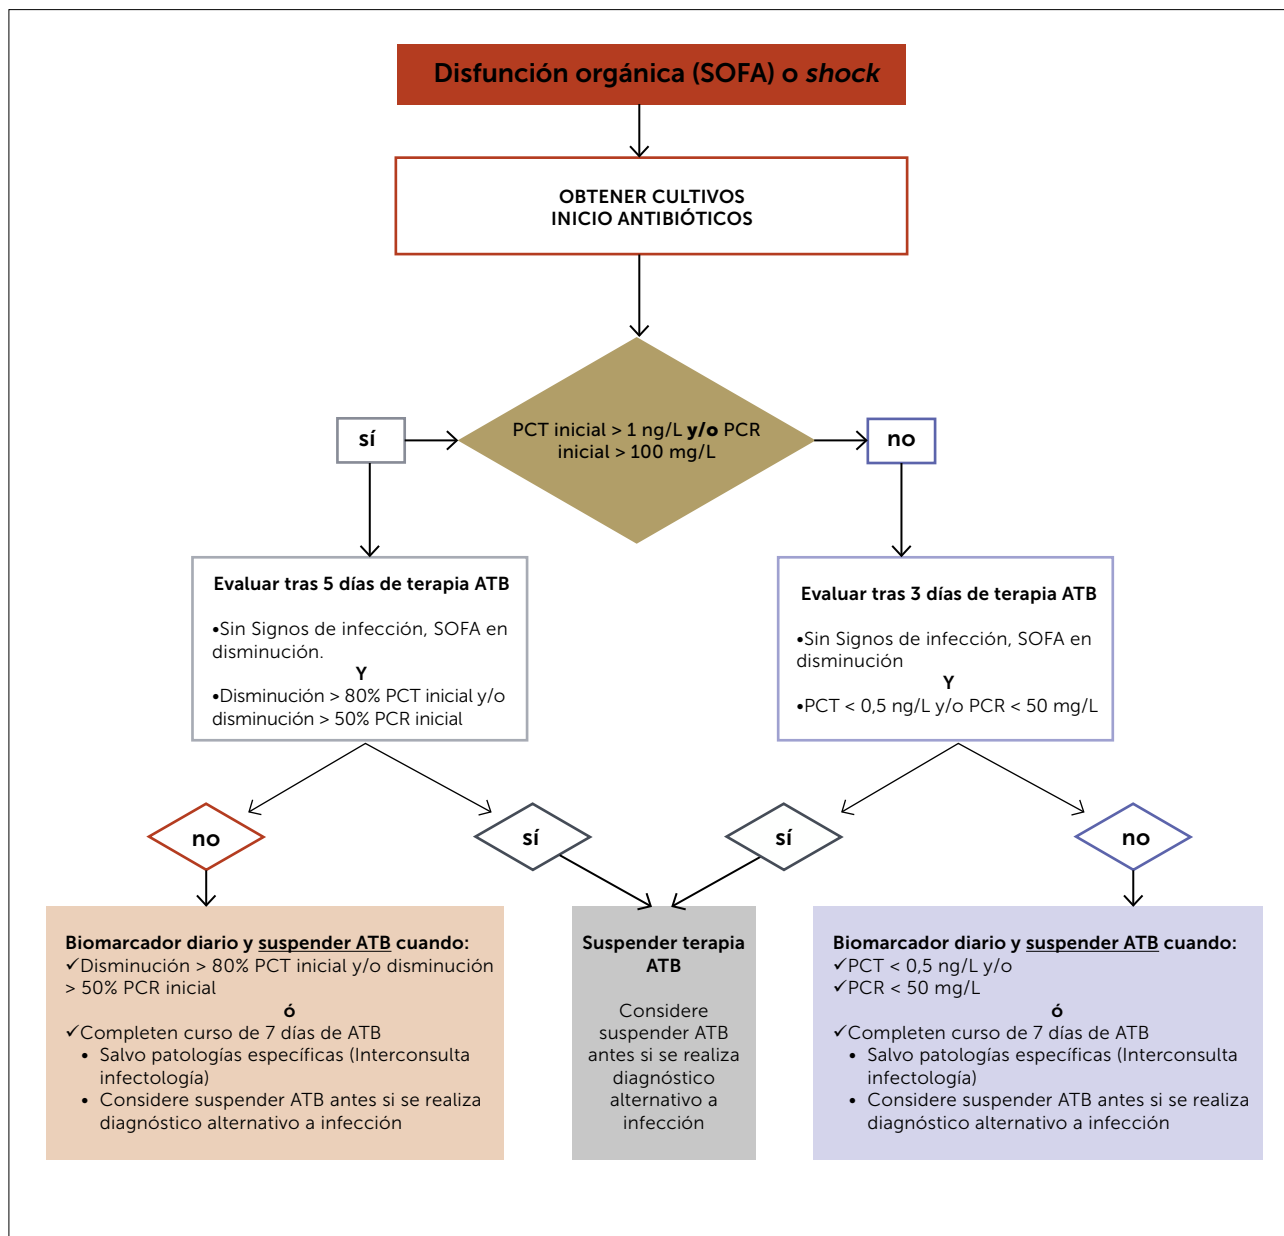 Disfunción orgánica (SOFA) o shock
OBTENER CULTIVOS
INICIO ANTIBIÓTICOS
sí
PCT inicial > 1 ng/L y/o PCR
inicial > 100 mg/L
no
Evaluar tras 5 días de terapia ATB
•Sin Signos de infección, SOFA en
disminución.
Y
•Disminución > 80% PCT inicial y/o
disminución > 50% PCR inicial
Evaluar tras 3 días de terapia ATB
•Sin Signos de infección, SOFA en
disminución
Y
•PCT < 0,5 ng/L y/o PCR < 50 mg/L
no
sí
sí
no
Biomarcador diario y suspender ATB cuando:
✓Disminución > 80% PCT inicial y/o disminución
> 50% PCR inicial
ó
✓Completen curso de 7 días de ATB
• Salvo patologías específicas (Interconsulta
infectología)
• Considere suspender ATB antes si se realiza
diagnóstico alternativo a infección
Suspender terapia
ATB
Considere
suspender ATB
antes si se realiza
diagnóstico
alternativo a
infección
Biomarcador diario y suspender ATB cuando:
✓PCT < 0,5 ng/L y/o
✓PCR < 50 mg/L
ó
✓Completen curso de 7 días de ATB
• Salvo patologías específicas (Interconsulta
infectología)
• Considere suspender ATB antes si se realiza
diagnóstico alternativo a infección